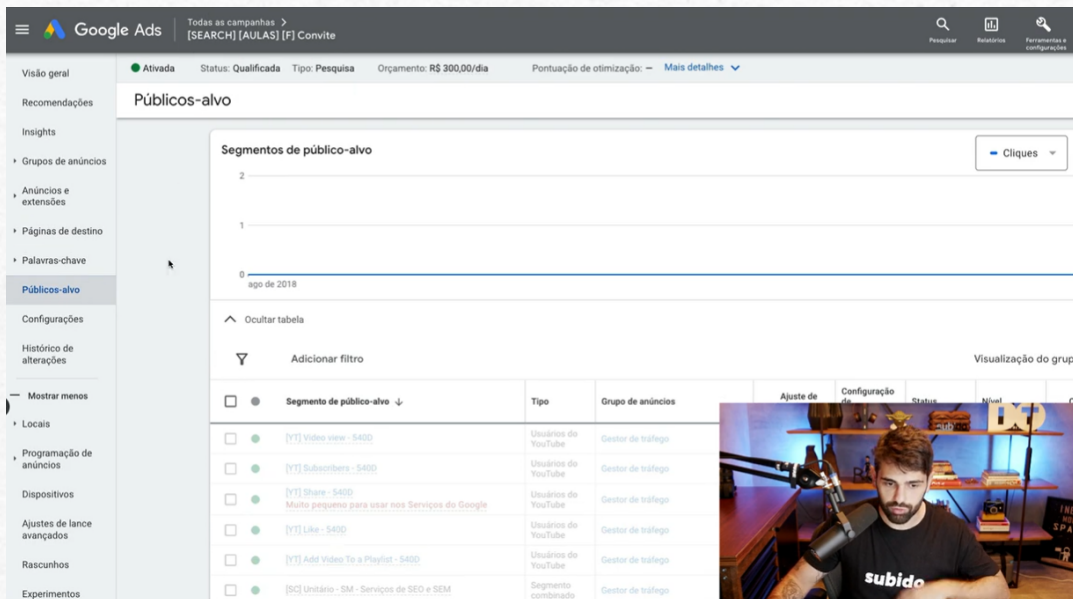 Google Ads
Todas as campanhas >
[SEARCH] [AULAS] [F] Convite
Pesquisar
Relatórios
Ferramentas e
configurações
Ativada Status: Qualificada Tipo: Pesquisa Orçamento: R$ 300,00/dia Pontuação de otimização: — Mais detalhes
Visão geral
Recomendações
Insights
Grupos de anúncios
Anúncios e
extensões
Páginas de destino
Palavras-chave
Públicos-alvo
Configurações
Histórico de
alterações
Mostrar menos
Locais
Programação de
anúncios
Dispositivos
Ajustes de lance
avançados
Rascunhos
Experimentos
Públicos-alvo
Segmentos de público-alvo
Cliques
2
1
0
ago de 2018
Ocultar tabela
Adicionar filtro
Visualização do grup
Segmento de público-alvo Tipo Grupo de anúncios Ajuste de Configuração
de Status Nível
[YT] Video view - 540D Usuários do
YouTube Gestor de tráfego
[YT] Subscribers - 540D Usuários do
YouTube Gestor de tráfego
[YT] Share - 540D
Muito pequeno para usar nos Serviços do Google Usuários do
YouTube Gestor de tráfego
[YT] Like - 540D Usuários do
YouTube Gestor de tráfego
[YT] Add Video To a Playlist - 540D Usuários do
YouTube Gestor de tráfego
[SC] Unitário - SM - Serviços de SEO e SEM Segmento
combinado Gestor de tráfego
sub
subido